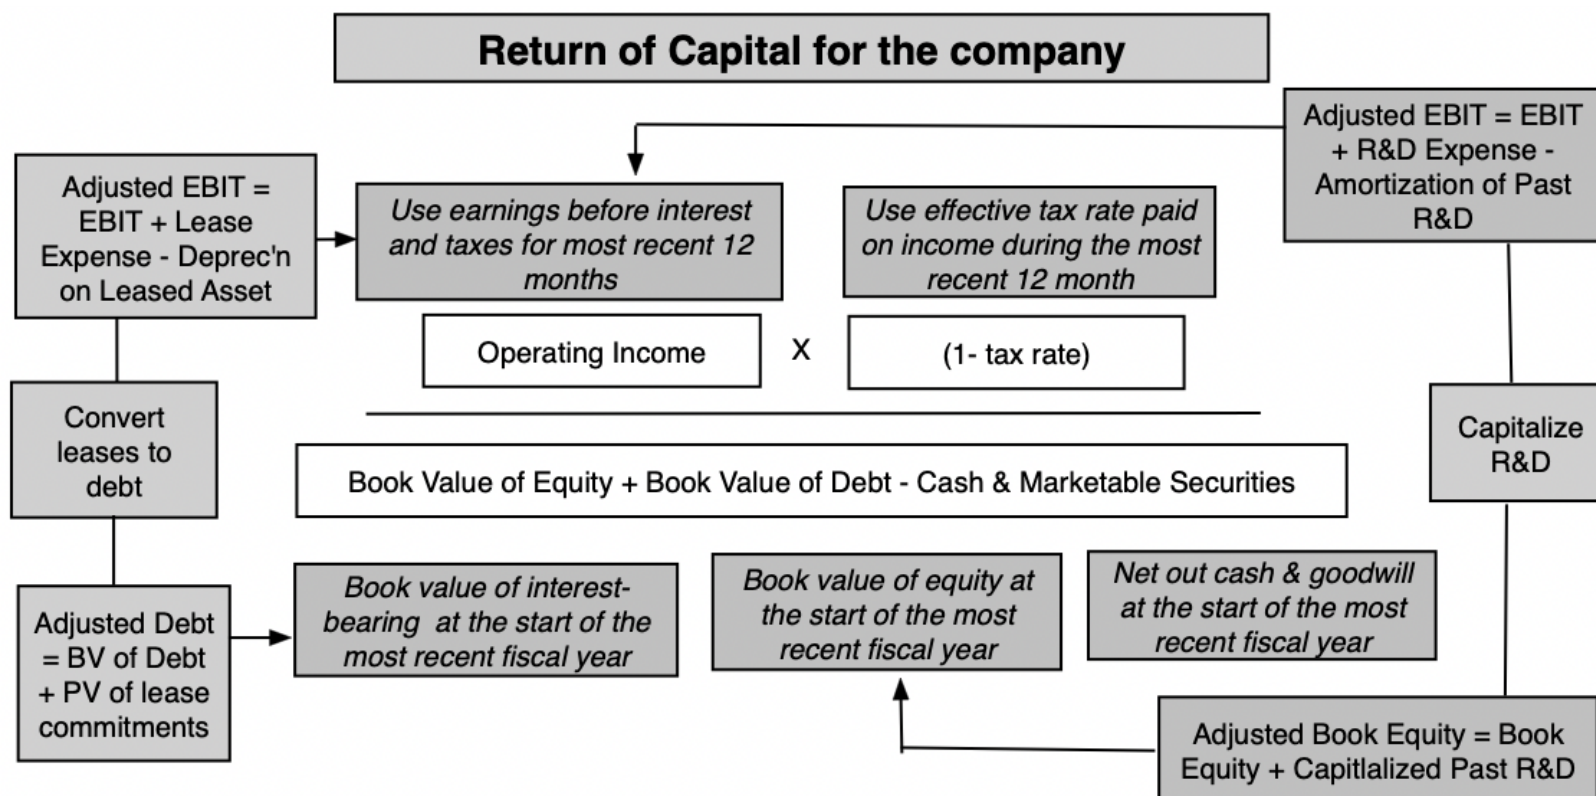 Return of Capital for the company
Adjusted EBIT = EBIT
+ R&D Expense -
Amortization of Past
R&D
Adjusted EBIT =
EBIT + Lease
Expense - Deprec'n
on Leased Asset
Use earnings before interest
and taxes for most recent 12
months
Use effective tax rate paid
on income during the most
recent 12 month
Operating Income
X
(1- tax rate)
Convert
leases to
debt
Capitalize
R&D
Book Value of Equity + Book Value of Debt - Cash & Marketable Securities
Adjusted Debt
= BV of Debt
+ PV of lease
commitments
Book value of interest-
bearing at the start of the
most recent fiscal year
Book value of equity at
the start of the most
recent fiscal year
Net out cash & goodwill
at the start of the most
recent fiscal year
Adjusted Book Equity = Book
Equity + Capitlalized Past R&D